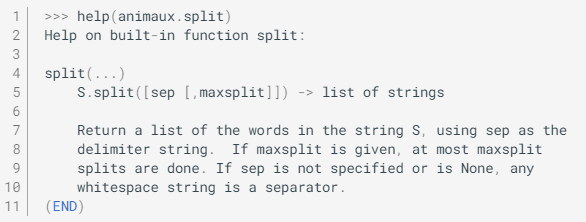 1 >>> help(animaux.split)
2 Help on built-in function split:
3
4 split(...)
5     S.split([sep [,maxsplit]]) -> list of strings
6
7     Return a list of the words in the string S, using sep as the
8     delimiter string.  If maxsplit is given, at most maxsplit
9     splits are done. If sep is not specified or is None, any
10     whitespace string is a separator.
11 (END)